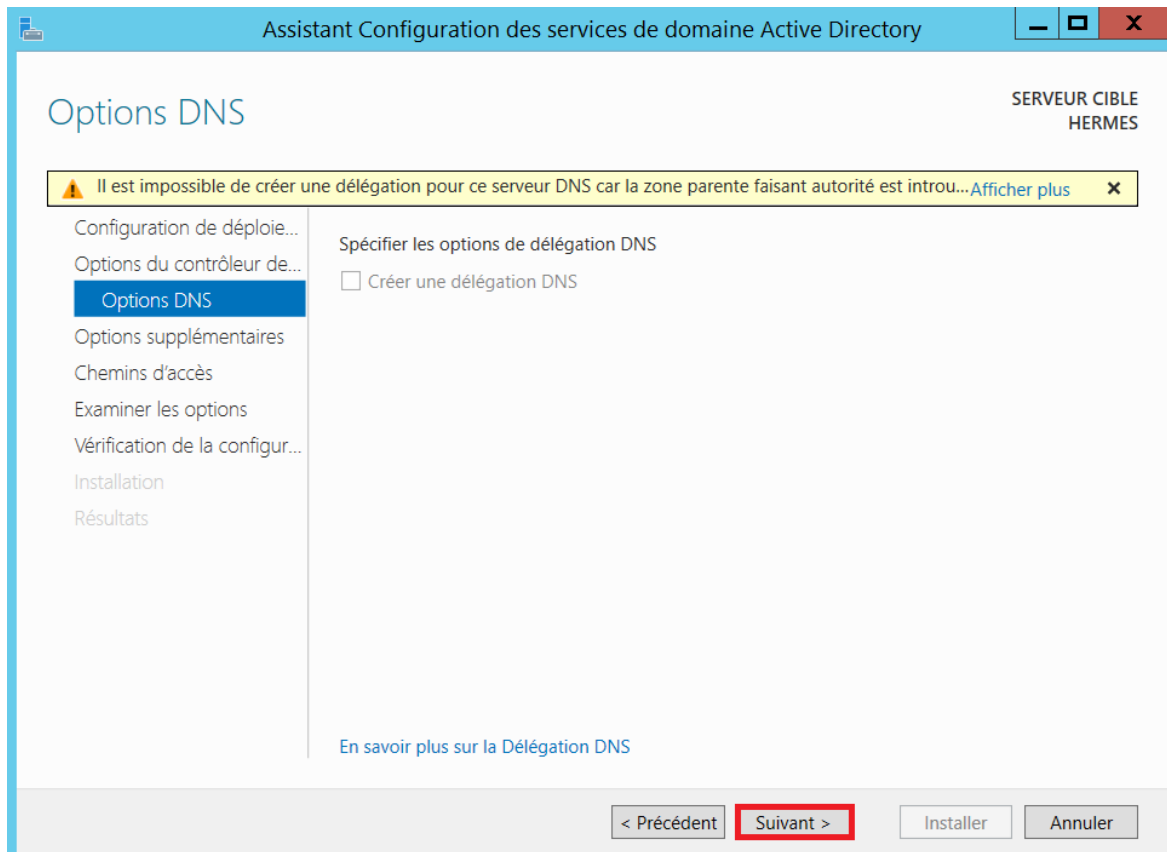 Assistant Configuration des services de domaine Active Directory
Options DNS
SERVEUR CIBLE
HERMES
Il est impossible de créer une délégation pour ce serveur DNS car la zone parente faisant autorité est introu...Afficher plus
Configuration de déploie...
Options du contrôleur de...
Options DNS
Options supplémentaires
Chemins d'accès
Examiner les options
Vérification de la configur...
Installation
Résultats
Spécifier les options de délégation DNS
Créer une délégation DNS
En savoir plus sur la Délégation DNS
< Précédent
Suivant >
Installer
Annuler